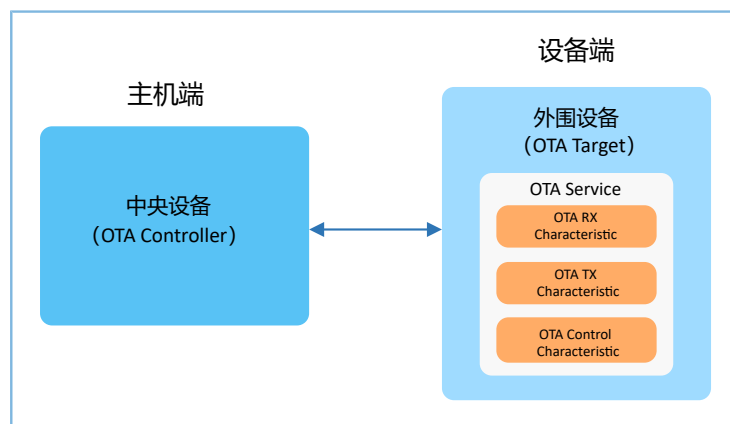 主机端
中央设备
（OTA Controller）
设备端
外围设备
（OTA Target）
OTA Service
OTA RX
Characteristic
OTA TX
Characteristic
OTA Control
Characteristic